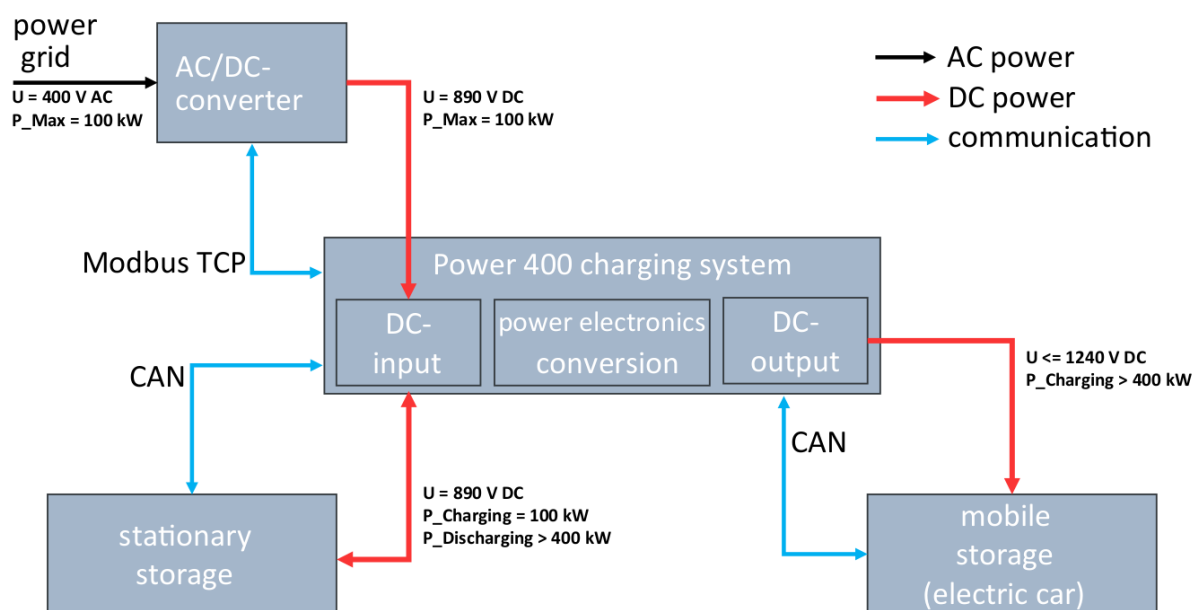 power
grid
U = 400 V AC
P_Max = 100 kW
AC/DC-
converter
U = 890 V DC
P_Max = 100 kW
AC power
DC power
communication
Modbus TCP
Power 400 charging system
DC-
input
power electronics
conversion
DC-
output
U <= 1240 V DC
P_Charging > 400 kW
CAN
CAN
U = 890 V DC
P_Charging = 100 kW
P_Discharging > 400 kW
stationary
storage
mobile
storage
(electric car)